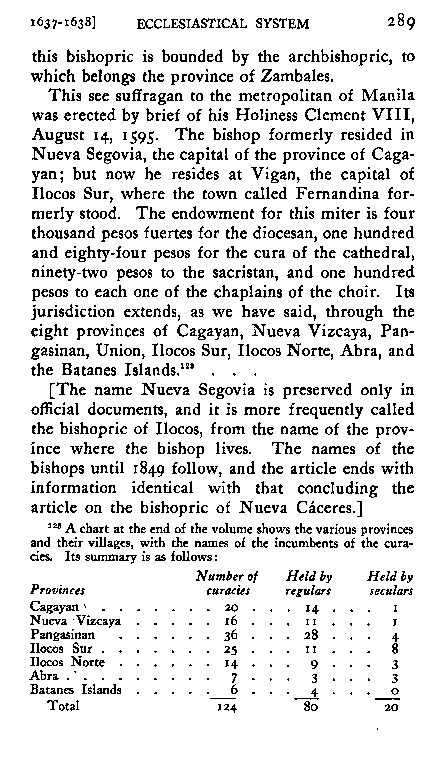 1637-1638] ECCLESIASTICAL SYSTEM 289
this bishopric is bounded by the archbishopric, to
which belongs the province of Zambales.
This see suffragan to the metropolitan of Manila
was erected by brief of his Holiness Clement VIII,
August 14, 1595. The bishop formerly resided in
Nueva Segovia, the capital of the province of Caga-
yan; but now he resides at Vigan, the capital of
Ilocos Sur, where the town called Fernandina for-
merly stood. The endowment for this miter is four
thousand pesos fuertes for the diocesan, one hundred
and eighty-four pesos for the cura of the cathedral,
ninety-two pesos to the sacristan, and one hundred
pesos to each one of the chaplains of the choir. Its
jurisdiction extends, as we have said, through the
eight provinces of Cagayan, Nueva Vizcaya, Pan-
gasinan, Union, Ilocos Sur, Ilocos Norte, Abra, and
the Batanes Islands.¹²⁸ . . .
[The name Nueva Segovia is preserved only in
official documents, and it is more frequently called
the bishopric of Ilocos, from the name of the prov-
ince where the bishop lives. The names of the
bishops until 1849 follow, and the article ends with
information identical with that concluding the
article on the bishopric of Nueva Cáceres.]
¹²⁸ A chart at the end of the volume shows the various provinces
and their villages, with the names of the incumbents of the cura-
cies. Its summary is as follows:
Number of Held by Held by
Provinces curacies regulars seculars
Cagayan . . . . . . . 20 . . . 14 . . . 1
Nueva Vizcaya . . . . . 16 . . . 11 . . . 1
Pangasinan . . . . . 36 . . . 28 . . . 4
Ilocos Sur . . . . . . 25 . . . 11 . . . 8
Ilocos Norte . . . . . 14 . . . 9 . . . 3
Abra . . . . . . . . 7 . . . 3 . . . 3
Batanes Islands . . . . . 6 . . . 4 . . . 0
Total 124 80 20